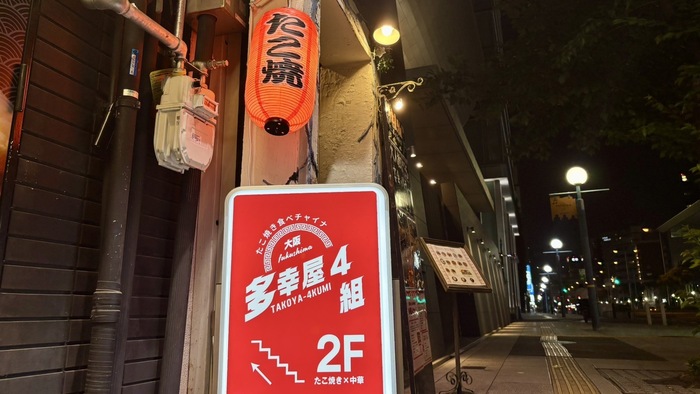 たこ焼
たこ焼き食べチャイナ
大阪
fukushima
多幸屋4組
TAKOYA-4KUMI
2F
たこ焼き×中華